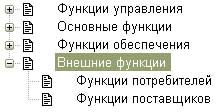 Функции управления
Основные функции
Функции обеспечения
Внешние функции
Функции потребителей
Функции поставщиков